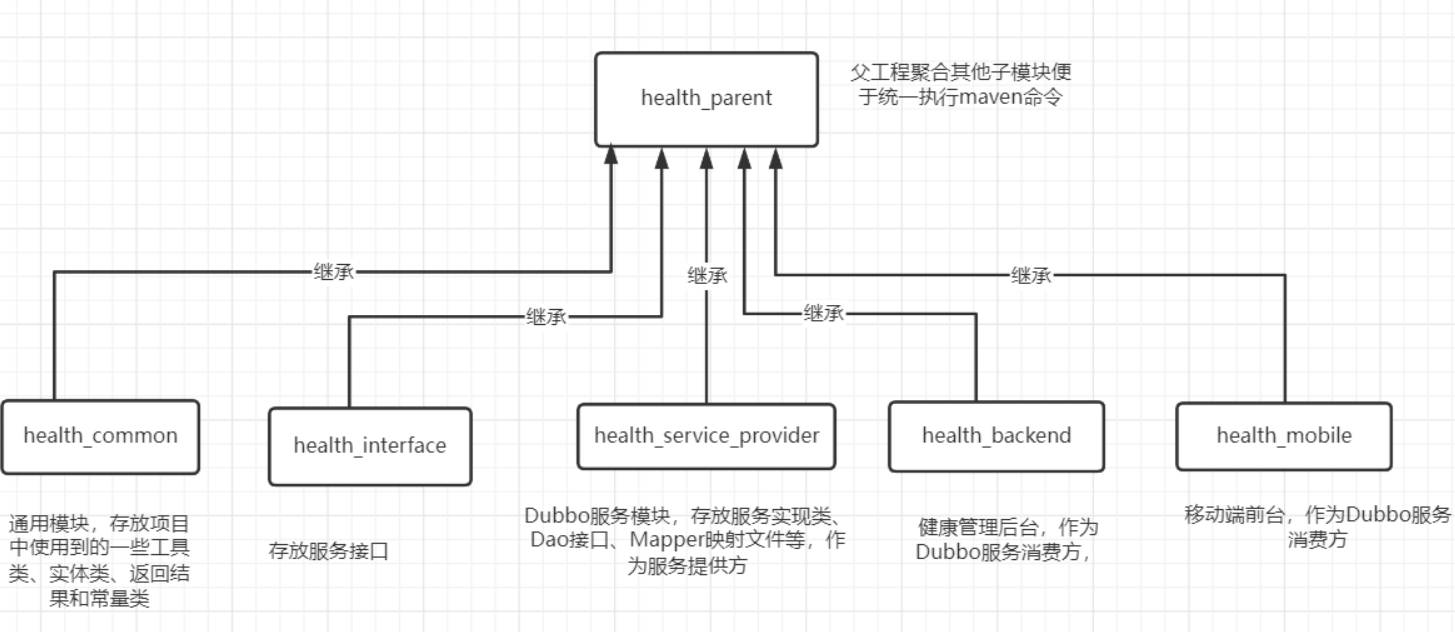 health_parent
父工程聚合其他子模块便
于统一执行maven命令
继承
继承
继承
继承
继承
health_common
health_interface
health_service_provider
health_backend
health_mobile
通用模块，存放项目
中使用到的一些工具
类、实体类、返回结
果和常量类
存放服务接口
Dubbo服务模块，存放服务实现类、
Dao接口、Mapper映射文件等，作
为服务提供方
健康管理后台，作为
Dubbo服务消费方，
移动端前台，作为Dubbo服务
消费方